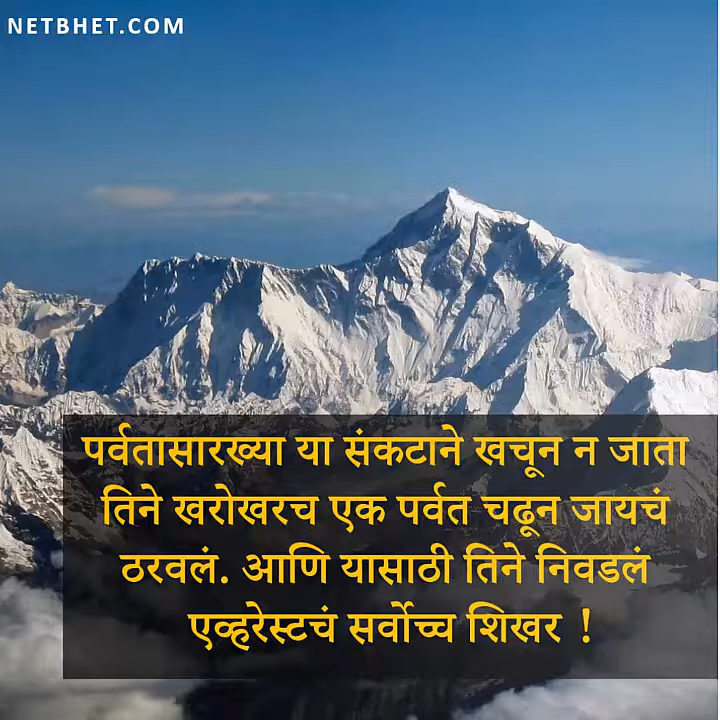 NETBHET.COM
पर्वतासारख्या या संकटाने खचून न जाता
तिने खरोखरच एक पर्वत चढून जायचं
ठरवलं. आणि यासाठी तिने निवडलं
एव्हरेस्टचं सर्वोच्च शिखर !